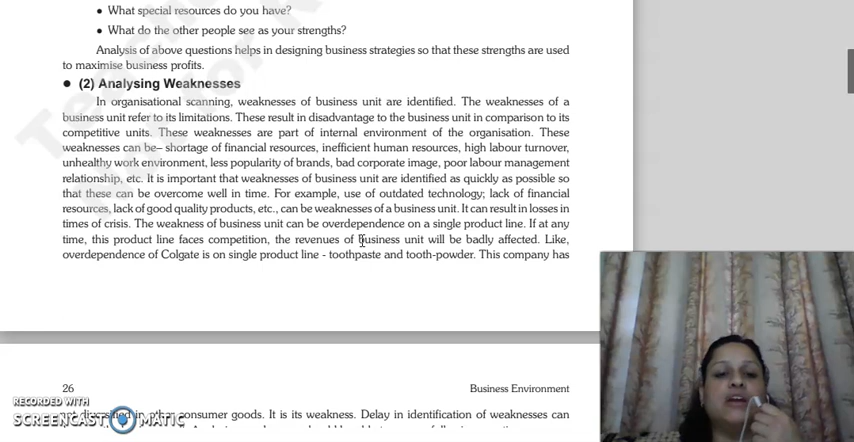 • What special resources do you have?
• What do the other people see as your strengths?
Analysis of above questions helps in designing business strategies so that these strengths are used
to maximise business profits.
• (2) Analysing Weaknesses
In organisational scanning, weaknesses of business unit are identified. The weaknesses of a
business unit refer to its limitations. These result in disadvantage to the business unit in comparison to its
competitive units. These weaknesses are part of internal environment of the organisation. These
weaknesses can be– shortage of financial resources, inefficient human resources, high labour turnover,
unhealthy work environment, less popularity of brands, bad corporate image, poor labour management
relationship, etc. It is important that weaknesses of business unit are identified as quickly as possible so
that these can be overcome well in time. For example, use of outdated technology; lack of financial
resources, lack of good quality products, etc., can be weaknesses of a business unit. It can result in losses in
times of crisis. The weakness of business unit can be overdependence on a single product line. If at any
time, this product line faces competition, the revenues of business unit will be badly affected. Like,
overdependence of Colgate is on single product line - toothpaste and tooth-powder. This company has
26 Business Environment
RECORDED WITH
SCREENCAST MATIC
consumer goods. It is its weakness. Delay in identification of weaknesses can